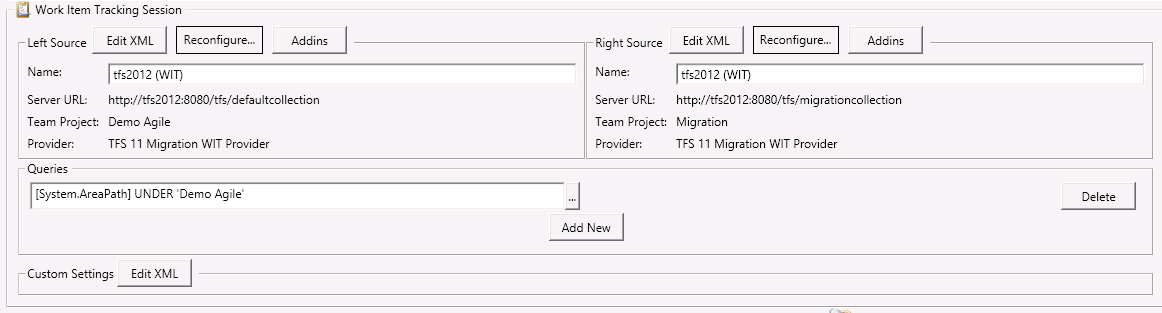 Work Item Tracking Session
Left Source Edit XML Reconfigure... Addins
Name: tfs2012 (WIT)
Server URL: http://tfs2012:8080/tfs/defaultcollection
Team Project: Demo Agile
Provider: TFS 11 Migration WIT Provider
Right Source Edit XML Reconfigure... Addins
Name: tfs2012 (WIT)
Server URL: http://tfs2012:8080/tfs/migrationcollection
Team Project: Migration
Provider: TFS 11 Migration WIT Provider
Queries
[System.AreaPath] UNDER 'Demo Agile' ... Delete
Add New
Custom Settings Edit XML